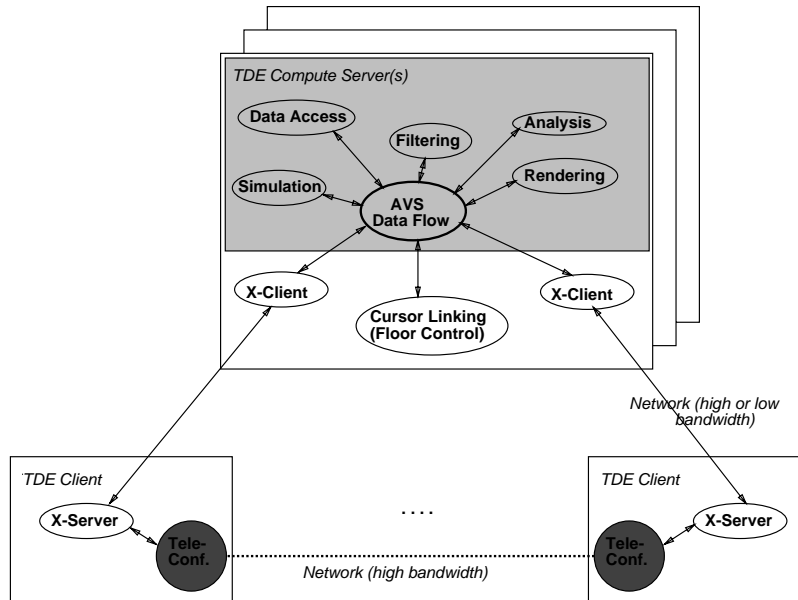 TDE Compute Server(s)
Data Access
Filtering
Analysis
Simulation
Rendering
AVS
Data Flow
X-Client
Cursor Linking
(Floor Control)
X-Client
Network (high or low
bandwidth)
TDE Client
X-Server
Tele-
Conf.
. . . .
Network (high bandwidth)
TDE Client
X-Server
Tele-
Conf.